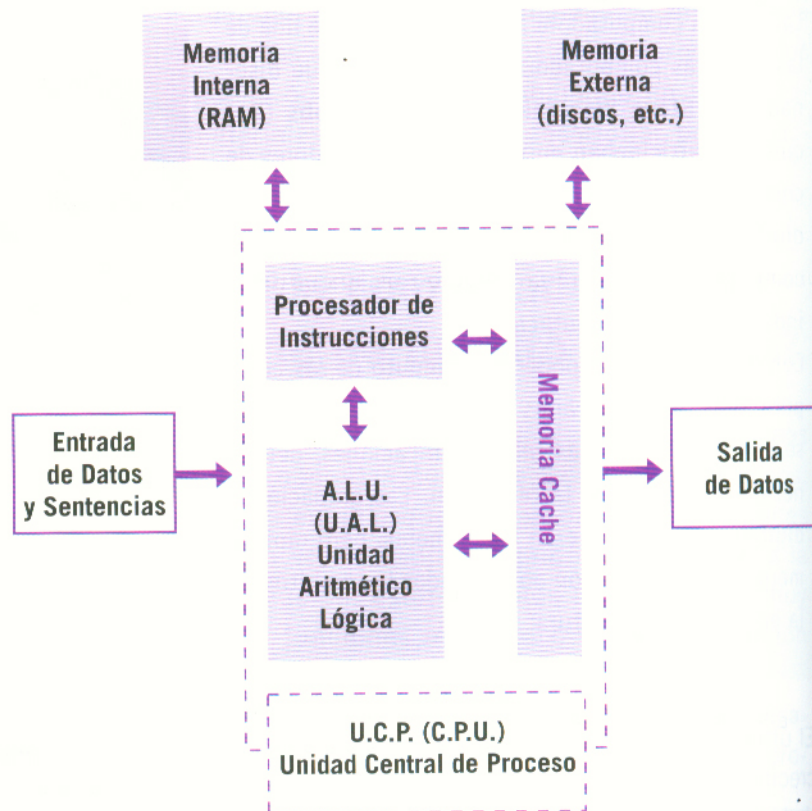 Memoria
Interna
(RAM)
Memoria
Externa
(discos, etc.)
Procesador de
Instrucciones
Memoria Cache
Entrada
de Datos
y Sentencias
A.L.U.
(U.A.L.)
Unidad
Aritmético
Lógica
Salida
de Datos
U.C.P. (C.P.U.)
Unidad Central de Proceso